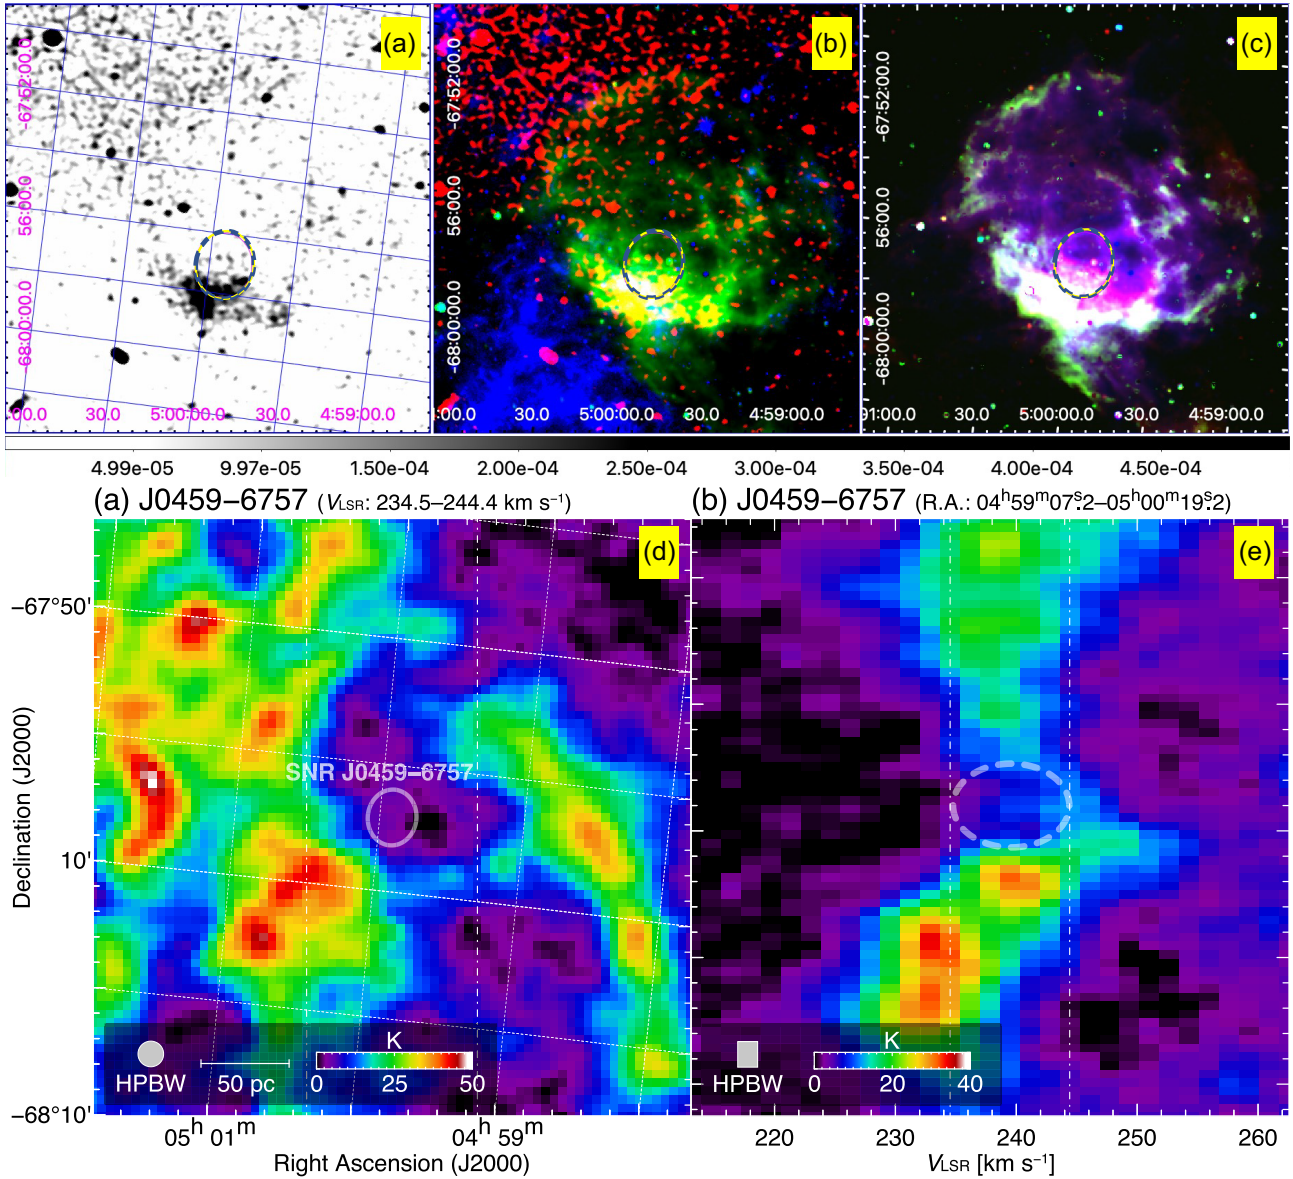 (a)
(b)
(c)
-67:52:00.0
56:00.0
-68:00:00.0
:00.0 30.0 5:00:00.0 30.0 4:59:00.0
-67:52:00.0
56:00.0
-68:00:00.0
:00.0 30.0 5:00:00.0 30.0 4:59:00.0
-67:52:00.0
56:00.0
-68:00:00.0
01:00.0 30.0 5:00:00.0 30.0 4:59:00.0
4.99e-05 9.97e-05 1.50e-04 2.00e-04 2.50e-04 3.00e-04 3.50e-04 4.00e-04 4.50e-04
(a) J0459−6757 (VLSR: 234.5–244.4 km s⁻¹)
(d)
−67°50'
10'
−68°10'
Declination (J2000)
SNR J0459−6757
HPBW
50 pc
K
0 25 50
05ʰ 01ᵐ 04ʰ 59ᵐ
Right Ascension (J2000)
(b) J0459−6757 (R.A.: 04ʰ59ᵐ07ˢ.2–05ʰ00ᵐ19ˢ.2)
(e)
HPBW
K
0 20 40
220 230 240 250 260
VLSR [km s⁻¹]